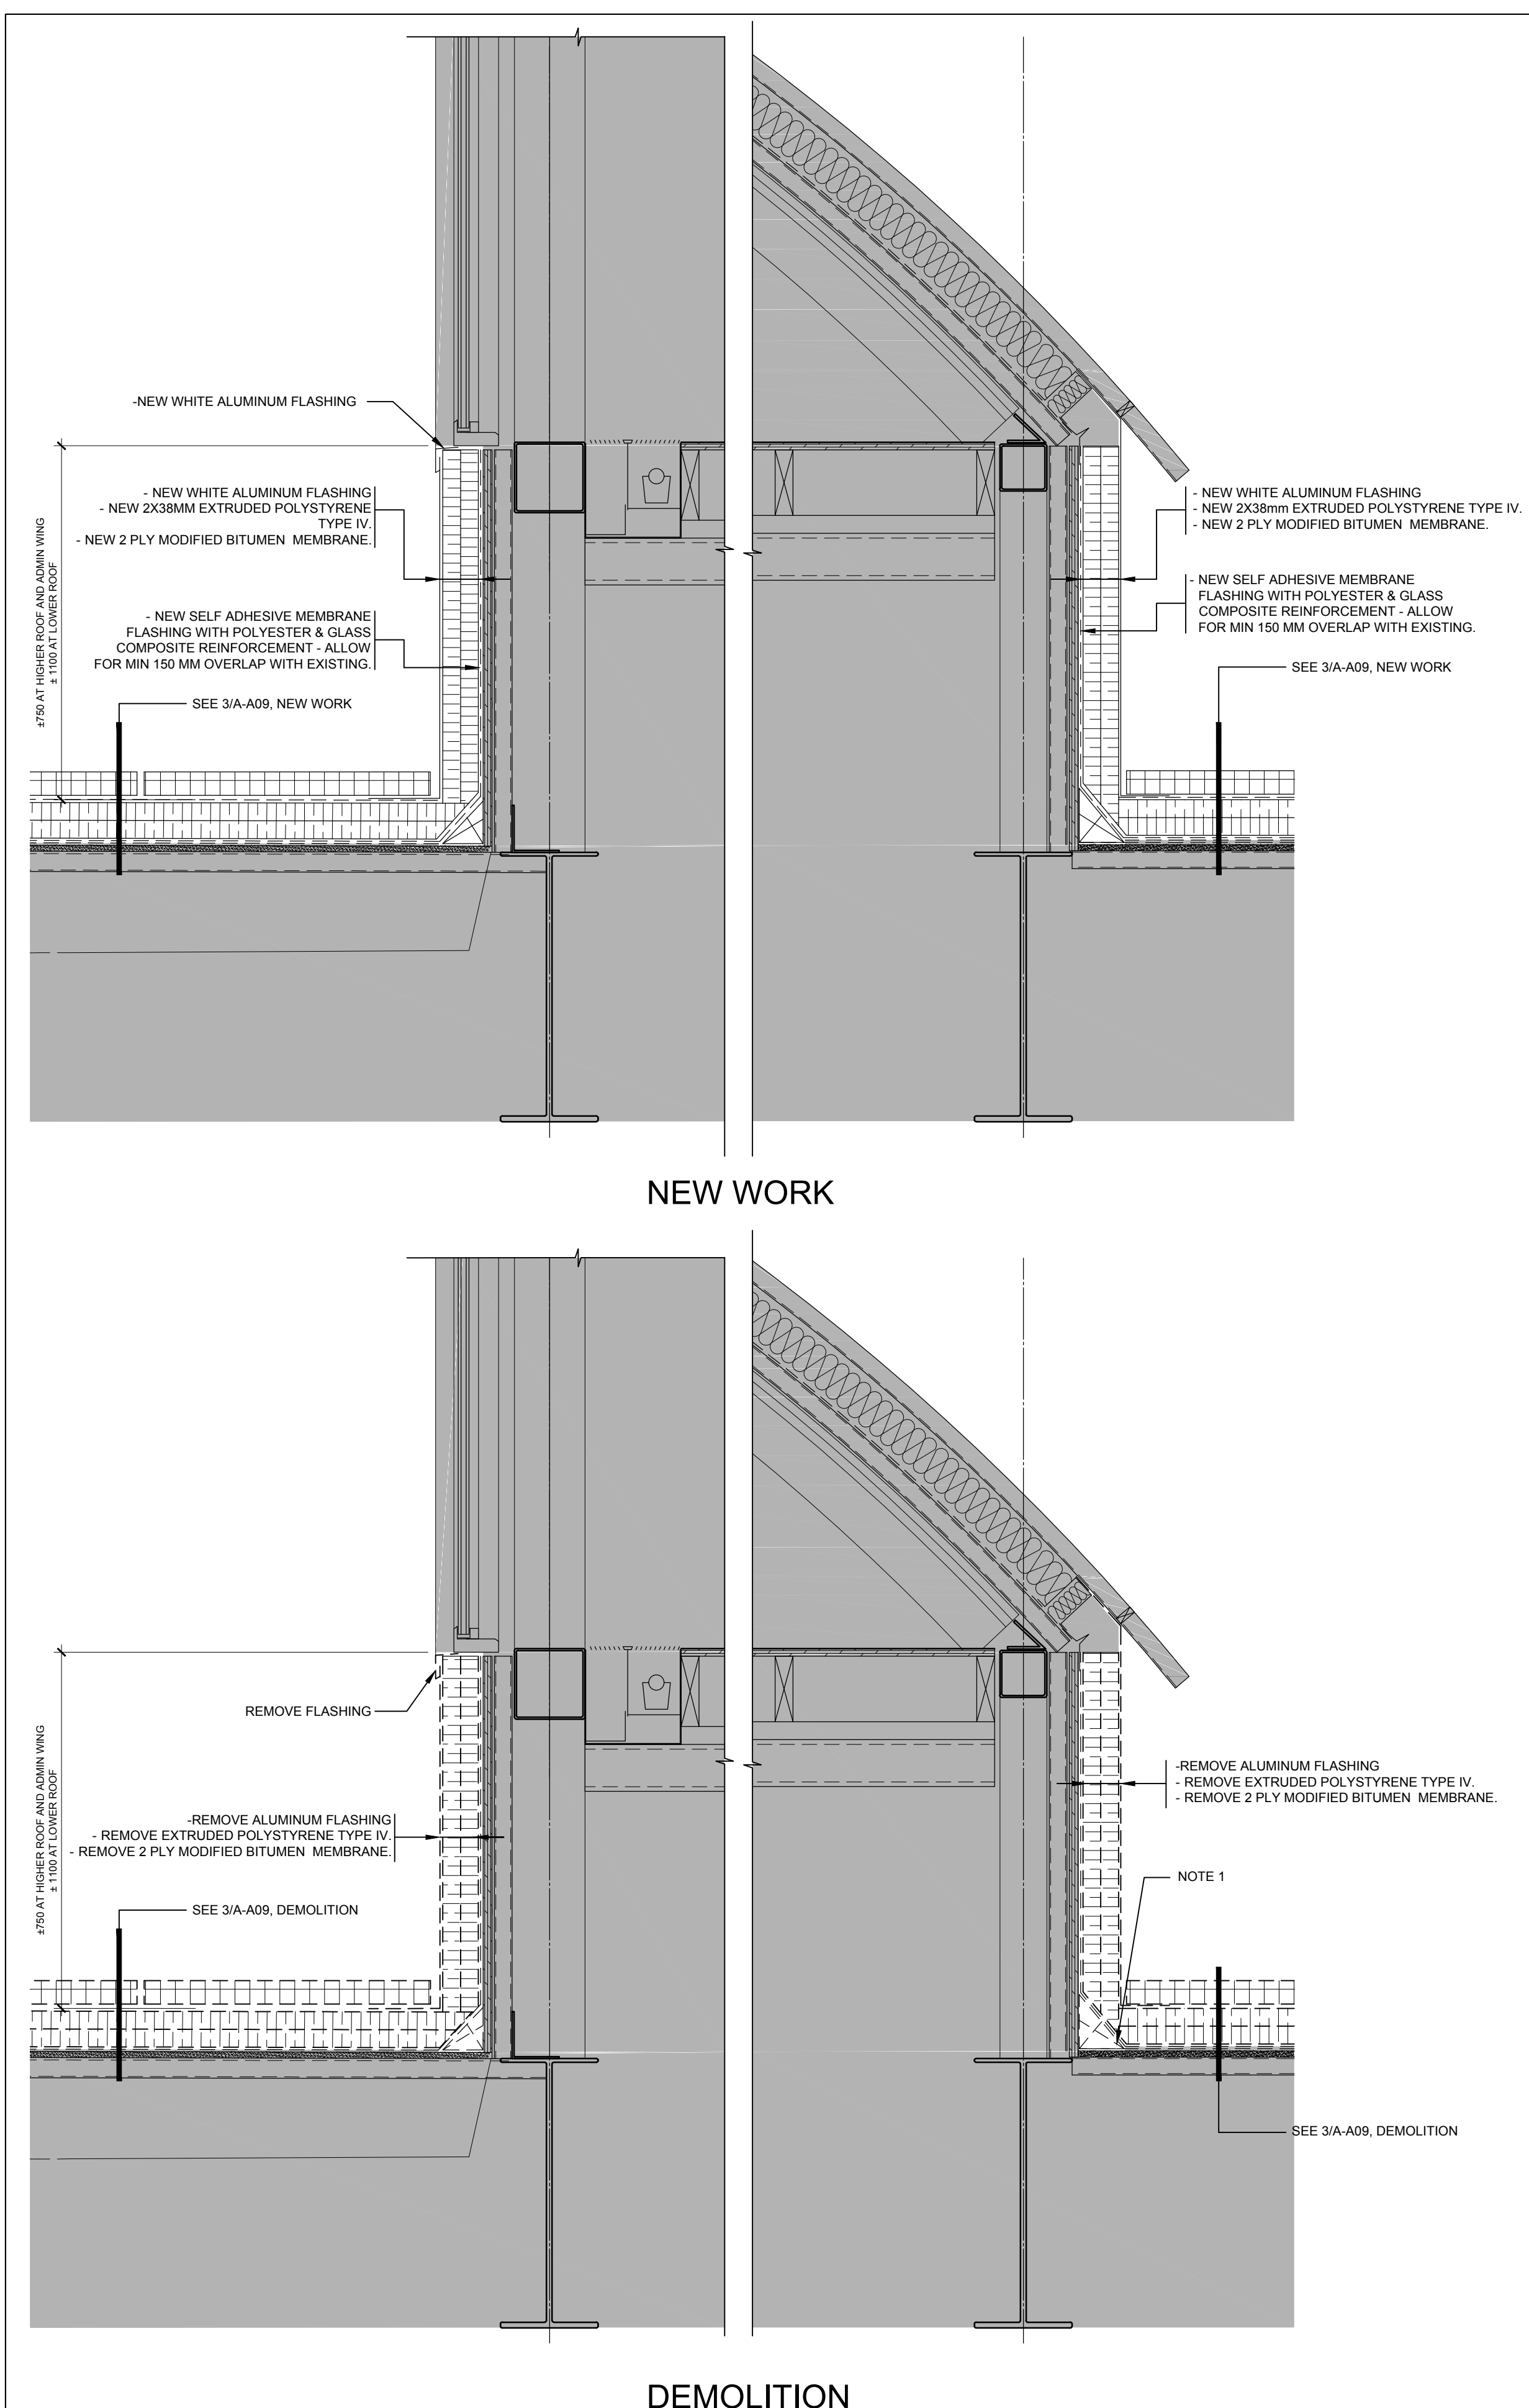 -NEW WHITE ALUMINUM FLASHING
±750 AT HIGHER ROOF AND ADMIN WING
± 1100 AT LOWER ROOF
- NEW WHITE ALUMINUM FLASHING
- NEW 2X38MM EXTRUDED POLYSTYRENE
TYPE IV.
- NEW 2 PLY MODIFIED BITUMEN MEMBRANE.
- NEW SELF ADHESIVE MEMBRANE
FLASHING WITH POLYESTER & GLASS
COMPOSITE REINFORCEMENT - ALLOW
FOR MIN 150 MM OVERLAP WITH EXISTING.
SEE 3/A-A09, NEW WORK
- NEW WHITE ALUMINUM FLASHING
- NEW 2X38mm EXTRUDED POLYSTYRENE TYPE IV.
- NEW 2 PLY MODIFIED BITUMEN MEMBRANE.
- NEW SELF ADHESIVE MEMBRANE
FLASHING WITH POLYESTER & GLASS
COMPOSITE REINFORCEMENT - ALLOW
FOR MIN 150 MM OVERLAP WITH EXISTING.
SEE 3/A-A09, NEW WORK
NEW WORK
REMOVE FLASHING
±750 AT HIGHER ROOF AND ADMIN WING
± 1100 AT LOWER ROOF
-REMOVE ALUMINUM FLASHING
- REMOVE EXTRUDED POLYSTYRENE TYPE IV.
- REMOVE 2 PLY MODIFIED BITUMEN MEMBRANE.
SEE 3/A-A09, DEMOLITION
-REMOVE ALUMINUM FLASHING
- REMOVE EXTRUDED POLYSTYRENE TYPE IV.
- REMOVE 2 PLY MODIFIED BITUMEN MEMBRANE.
NOTE 1
SEE 3/A-A09, DEMOLITION
DEMOLITION